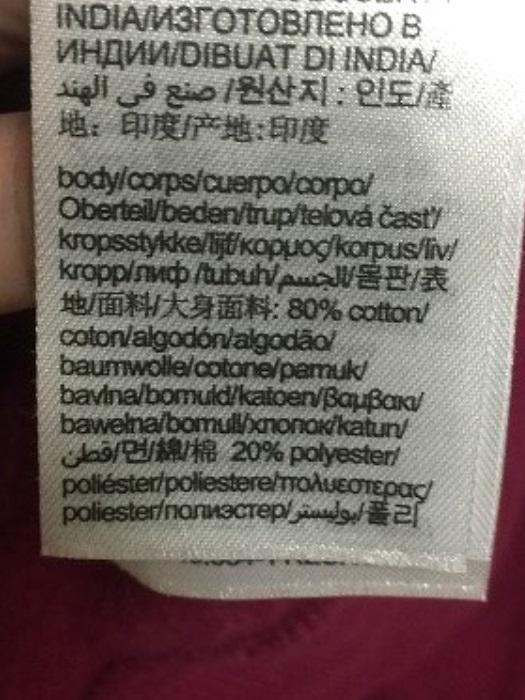 INDIA/ИЗГОТОВЛЕНО В
ИНДИИ/DIBUAT DI INDIA/
صنع في الهند/원산지 : 인도/產
地: 印度/产地:印度
body/corps/cuerpo/corpo/
Oberteil/beden/trup/telová časť/
kropsstykke/lijf/κορμος/korpus/liv/
kropp/лиф /tubuh/الجسم/몸판/表
地/面料/大身面料: 80% cotton/
coton/algodón/algodão/
baumwolle/cotone/pamuk/
bavlna/bomuld/katoen/βαμβακι/
bawełna/bomull/хлопок/katun/
قطن/면/綿/棉 20% polyester/
poliéster/poliestere/πολυεστερας/
poliester/полиэстер/بوليستر/폴리